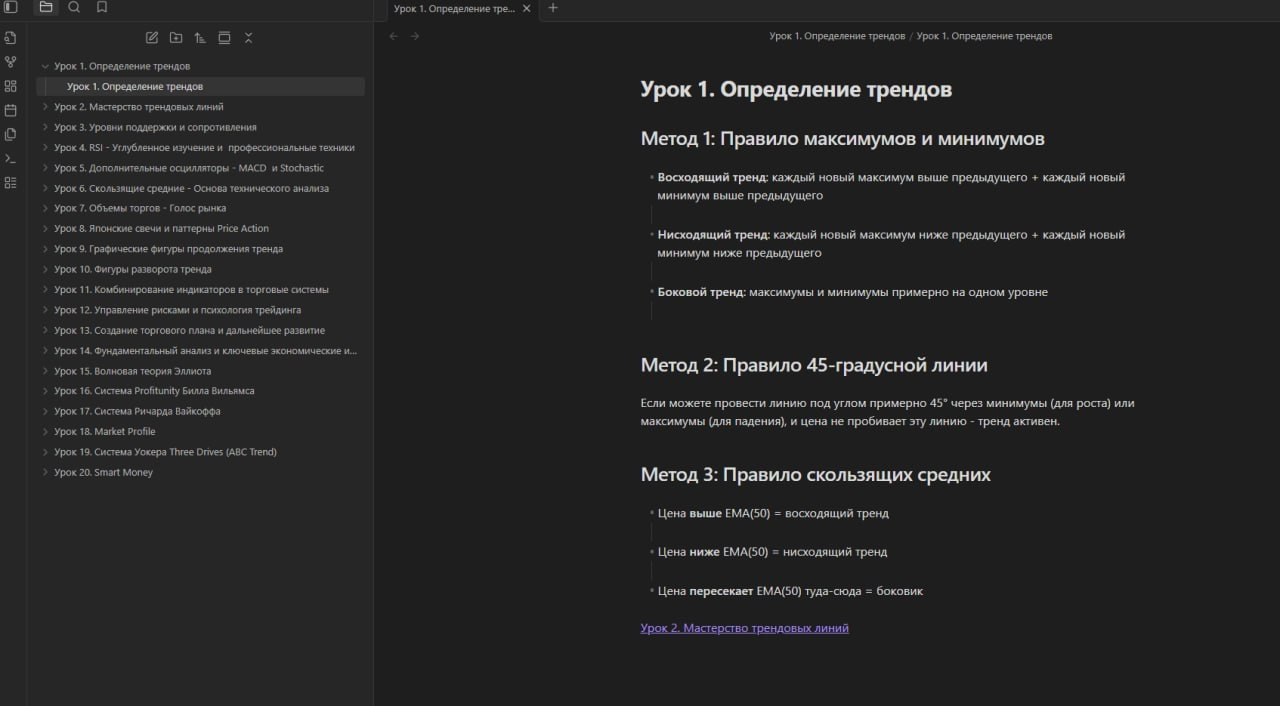 Урок 1. Определение тре...
Урок 1. Определение трендов / Урок 1. Определение трендов
Урок 1. Определение трендов
Урок 1. Определение трендов
Урок 2. Мастерство трендовых линий
Урок 3. Уровни поддержки и сопротивления
Урок 4. RSI - Углубленное изучение и профессиональные техники
Урок 5. Дополнительные осцилляторы - MACD и Stochastic
Урок 6. Скользящие средние - Основа технического анализа
Урок 7. Объемы торгов - Голос рынка
Урок 8. Японские свечи и паттерны Price Action
Урок 9. Графические фигуры продолжения тренда
Урок 10. Фигуры разворота тренда
Урок 11. Комбинирование индикаторов в торговые системы
Урок 12. Управление рисками и психология трейдинга
Урок 13. Создание торгового плана и дальнейшее развитие
Урок 14. Фундаментальный анализ и ключевые экономические и...
Урок 15. Волновая теория Эллиота
Урок 16. Система Profitunity Билла Вильямса
Урок 17. Система Ричарда Вайкоффа
Урок 18. Market Profile
Урок 19. Система Уокера Three Drives (ABC Trend)
Урок 20. Smart Money
Урок 1. Определение трендов
Метод 1: Правило максимумов и минимумов
Восходящий тренд: каждый новый максимум выше предыдущего + каждый новый
минимум выше предыдущего
Нисходящий тренд: каждый новый максимум ниже предыдущего + каждый новый
минимум ниже предыдущего
Боковой тренд: максимумы и минимумы примерно на одном уровне
Метод 2: Правило 45-градусной линии
Если можете провести линию под углом примерно 45° через минимумы (для роста) или
максимумы (для падения), и цена не пробивает эту линию - тренд активен.
Метод 3: Правило скользящих средних
Цена выше EMA(50) = восходящий тренд
Цена ниже EMA(50) = нисходящий тренд
Цена пересекает EMA(50) туда-сюда = боковик
Урок 2. Мастерство трендовых линий